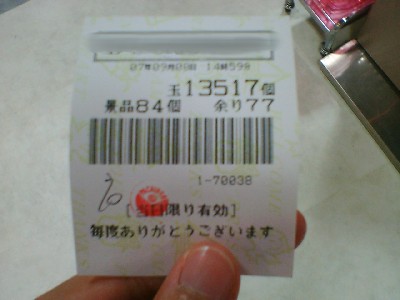 07年09月09日 14時59分
玉13517個
景品84個 余り77
1-70038
[当日限り有効]
毎度ありがとうございます